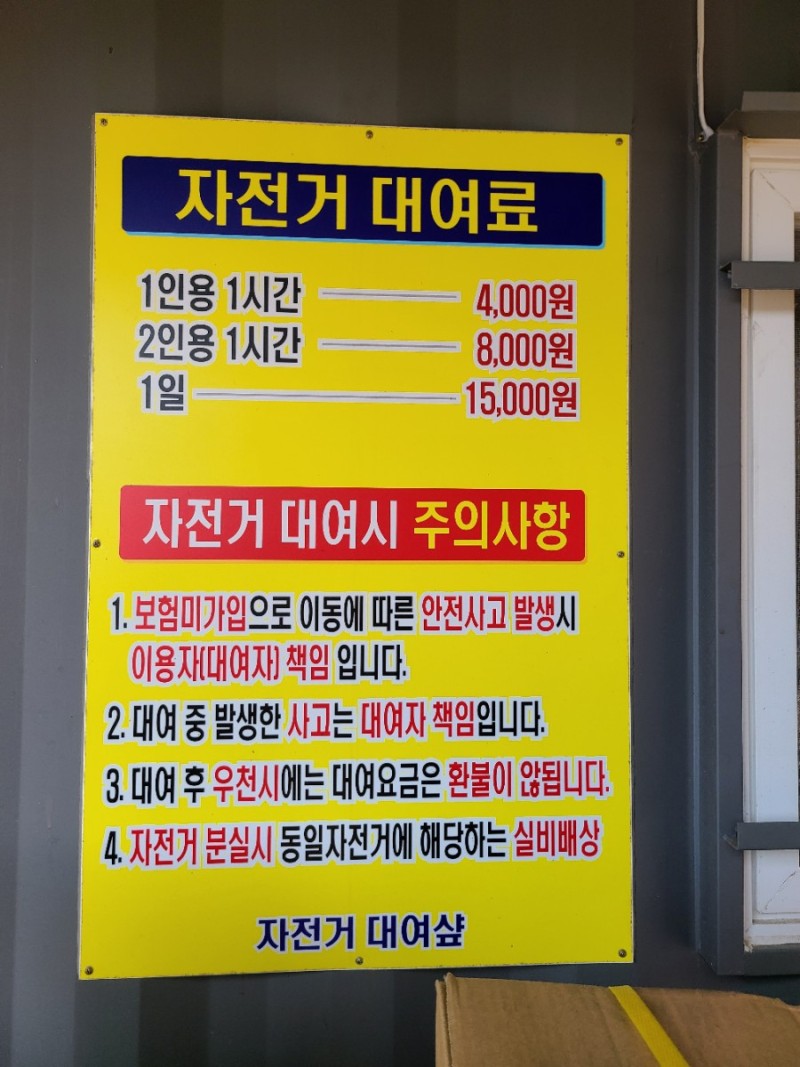 자전거 대여료
1인용 1시간 4,000원
2인용 1시간 8,000원
1일 15,000원
자전거 대여시 주의사항
1. 보험미가입으로 이동에 따른 안전사고 발생시
이용자(대여자) 책임 입니다.
2. 대여 중 발생한 사고는 대여자 책임입니다.
3. 대여 후 우천시에는 대여요금은 환불이 않됩니다.
4. 자전거 분실시 동일자전거에 해당하는 실비배상
자전거 대여샾